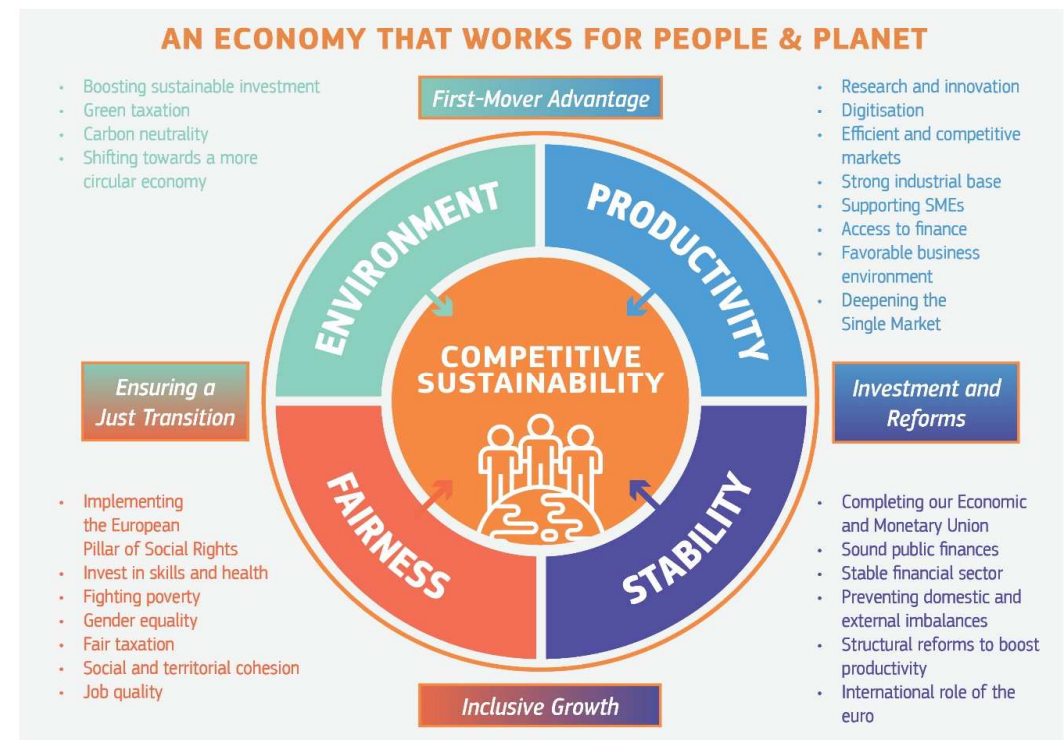 AN ECONOMY THAT WORKS FOR PEOPLE & PLANET
• Boosting sustainable investment
• Green taxation
• Carbon neutrality
• Shifting towards a more
circular economy
First-Mover Advantage
• Research and innovation
• Digitisation
• Efficient and competitive
markets
• Strong industrial base
• Supporting SMEs
• Access to finance
• Favorable business
environment
• Deepening the
Single Market
ENVIRONMENT
PRODUCTIVITY
COMPETITIVE
SUSTAINABILITY
Ensuring a
Just Transition
Investment and
Reforms
FAIRNESS
STABILITY
• Implementing
the European
Pillar of Social Rights
• Invest in skills and health
• Fighting poverty
• Gender equality
• Fair taxation
• Social and territorial cohesion
• Job quality
• Completing our Economic
and Monetary Union
• Sound public finances
• Stable financial sector
• Preventing domestic and
external imbalances
• Structural reforms to boost
productivity
• International role of the
euro
Inclusive Growth